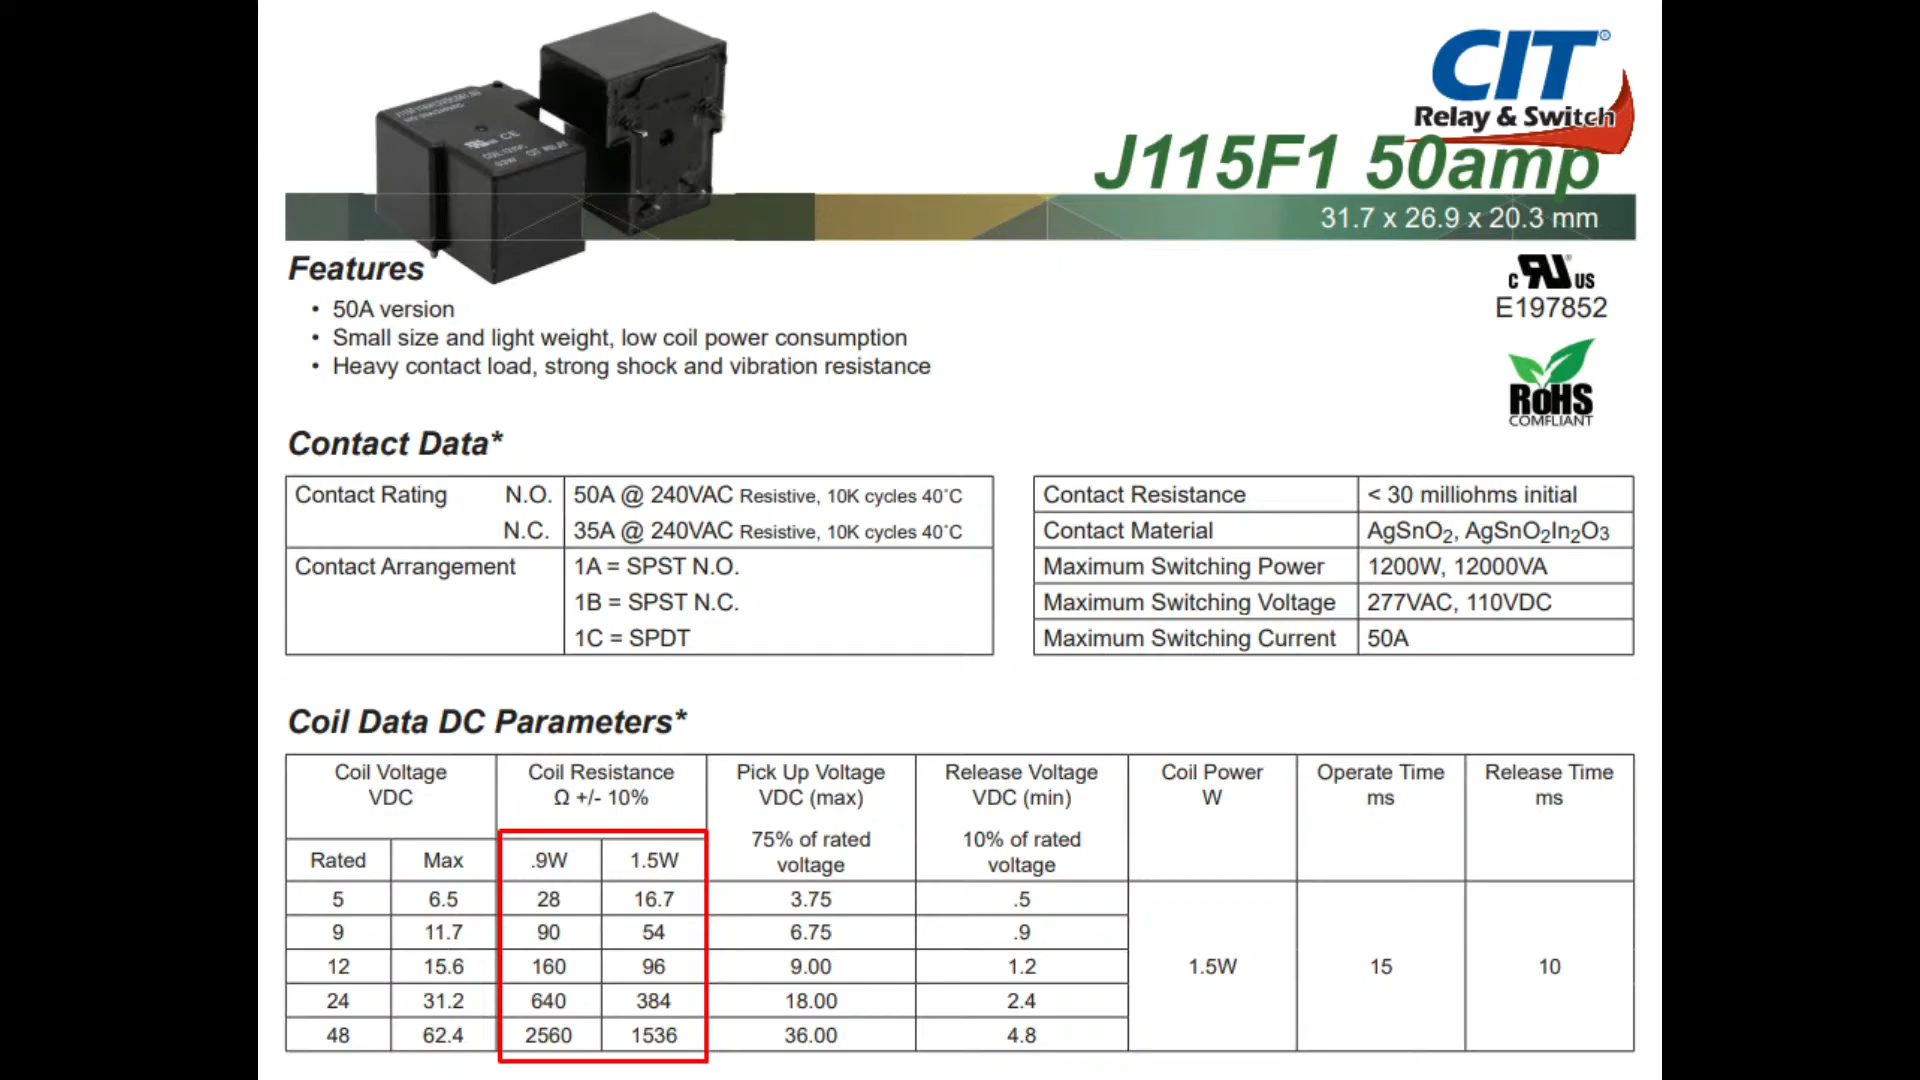 CIT®
Relay & Switch
J115F1 50amp
31.7 x 26.9 x 20.3 mm
CE
COIL:12VDC
CIT RELAY
Features
• 50A version
• Small size and light weight, low coil power consumption
• Heavy contact load, strong shock and vibration resistance
c RU US
E197852
RoHS
COMPLIANT
Contact Data*
Contact Rating N.O. 50A @ 240VAC Resistive, 10K cycles 40°C
N.C. 35A @ 240VAC Resistive, 10K cycles 40°C
Contact Arrangement 1A = SPST N.O.
1B = SPST N.C.
1C = SPDT
Contact Resistance < 30 milliohms initial
Contact Material AgSnO2, AgSnO2In2O3
Maximum Switching Power 1200W, 12000VA
Maximum Switching Voltage 277VAC, 110VDC
Maximum Switching Current 50A
Coil Data DC Parameters*
Coil Voltage Coil Resistance Pick Up Voltage Release Voltage Coil Power Operate Time Release Time
VDC Ω +/- 10% VDC (max) VDC (min) W ms ms
75% of rated 10% of rated
voltage voltage
Rated Max .9W 1.5W
5 6.5 28 16.7 3.75 .5
9 11.7 90 54 6.75 .9
12 15.6 160 96 9.00 1.2 1.5W 15 10
24 31.2 640 384 18.00 2.4
48 62.4 2560 1536 36.00 4.8